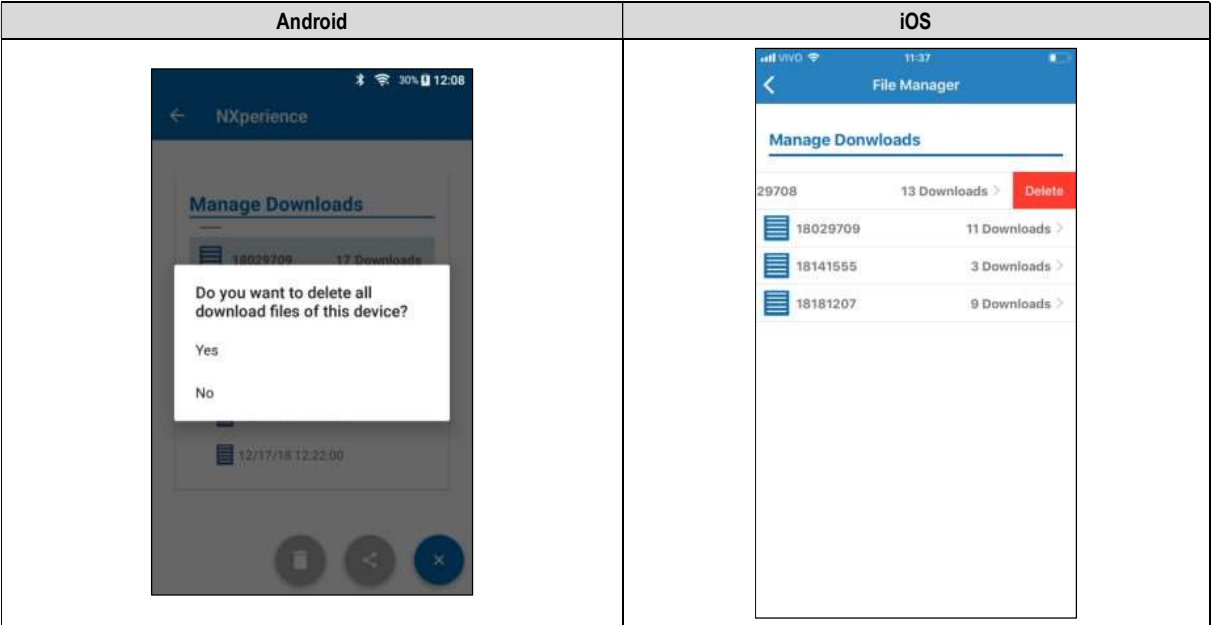 Android
iOS
30% 12:08
NXperience
Manage Downloads
18029709 17 Downloads
Do you want to delete all
download files of this device?
Yes
No
12/17/18 12:22:00
VIVO 11:37
File Manager
Manage Donwloads
29708 13 Downloads > Delete
18029709 11 Downloads >
18141555 3 Downloads >
18181207 9 Downloads >